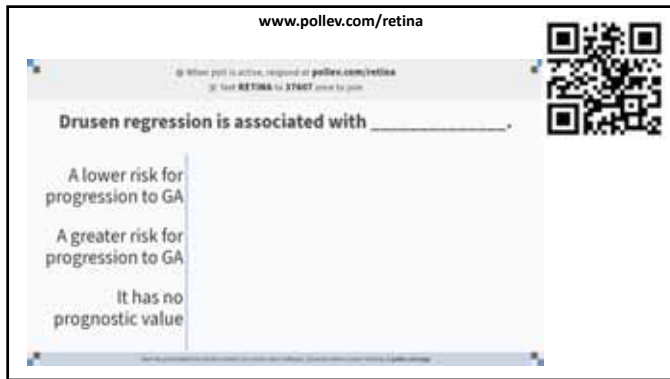 www.pollev.com/retina
When poll is active, respond at pollev.com/retina
Text RETINA to 37607 once to join
Drusen regression is associated with ______________.
A lower risk for
progression to GA
A greater risk for
progression to GA
It has no
prognostic value